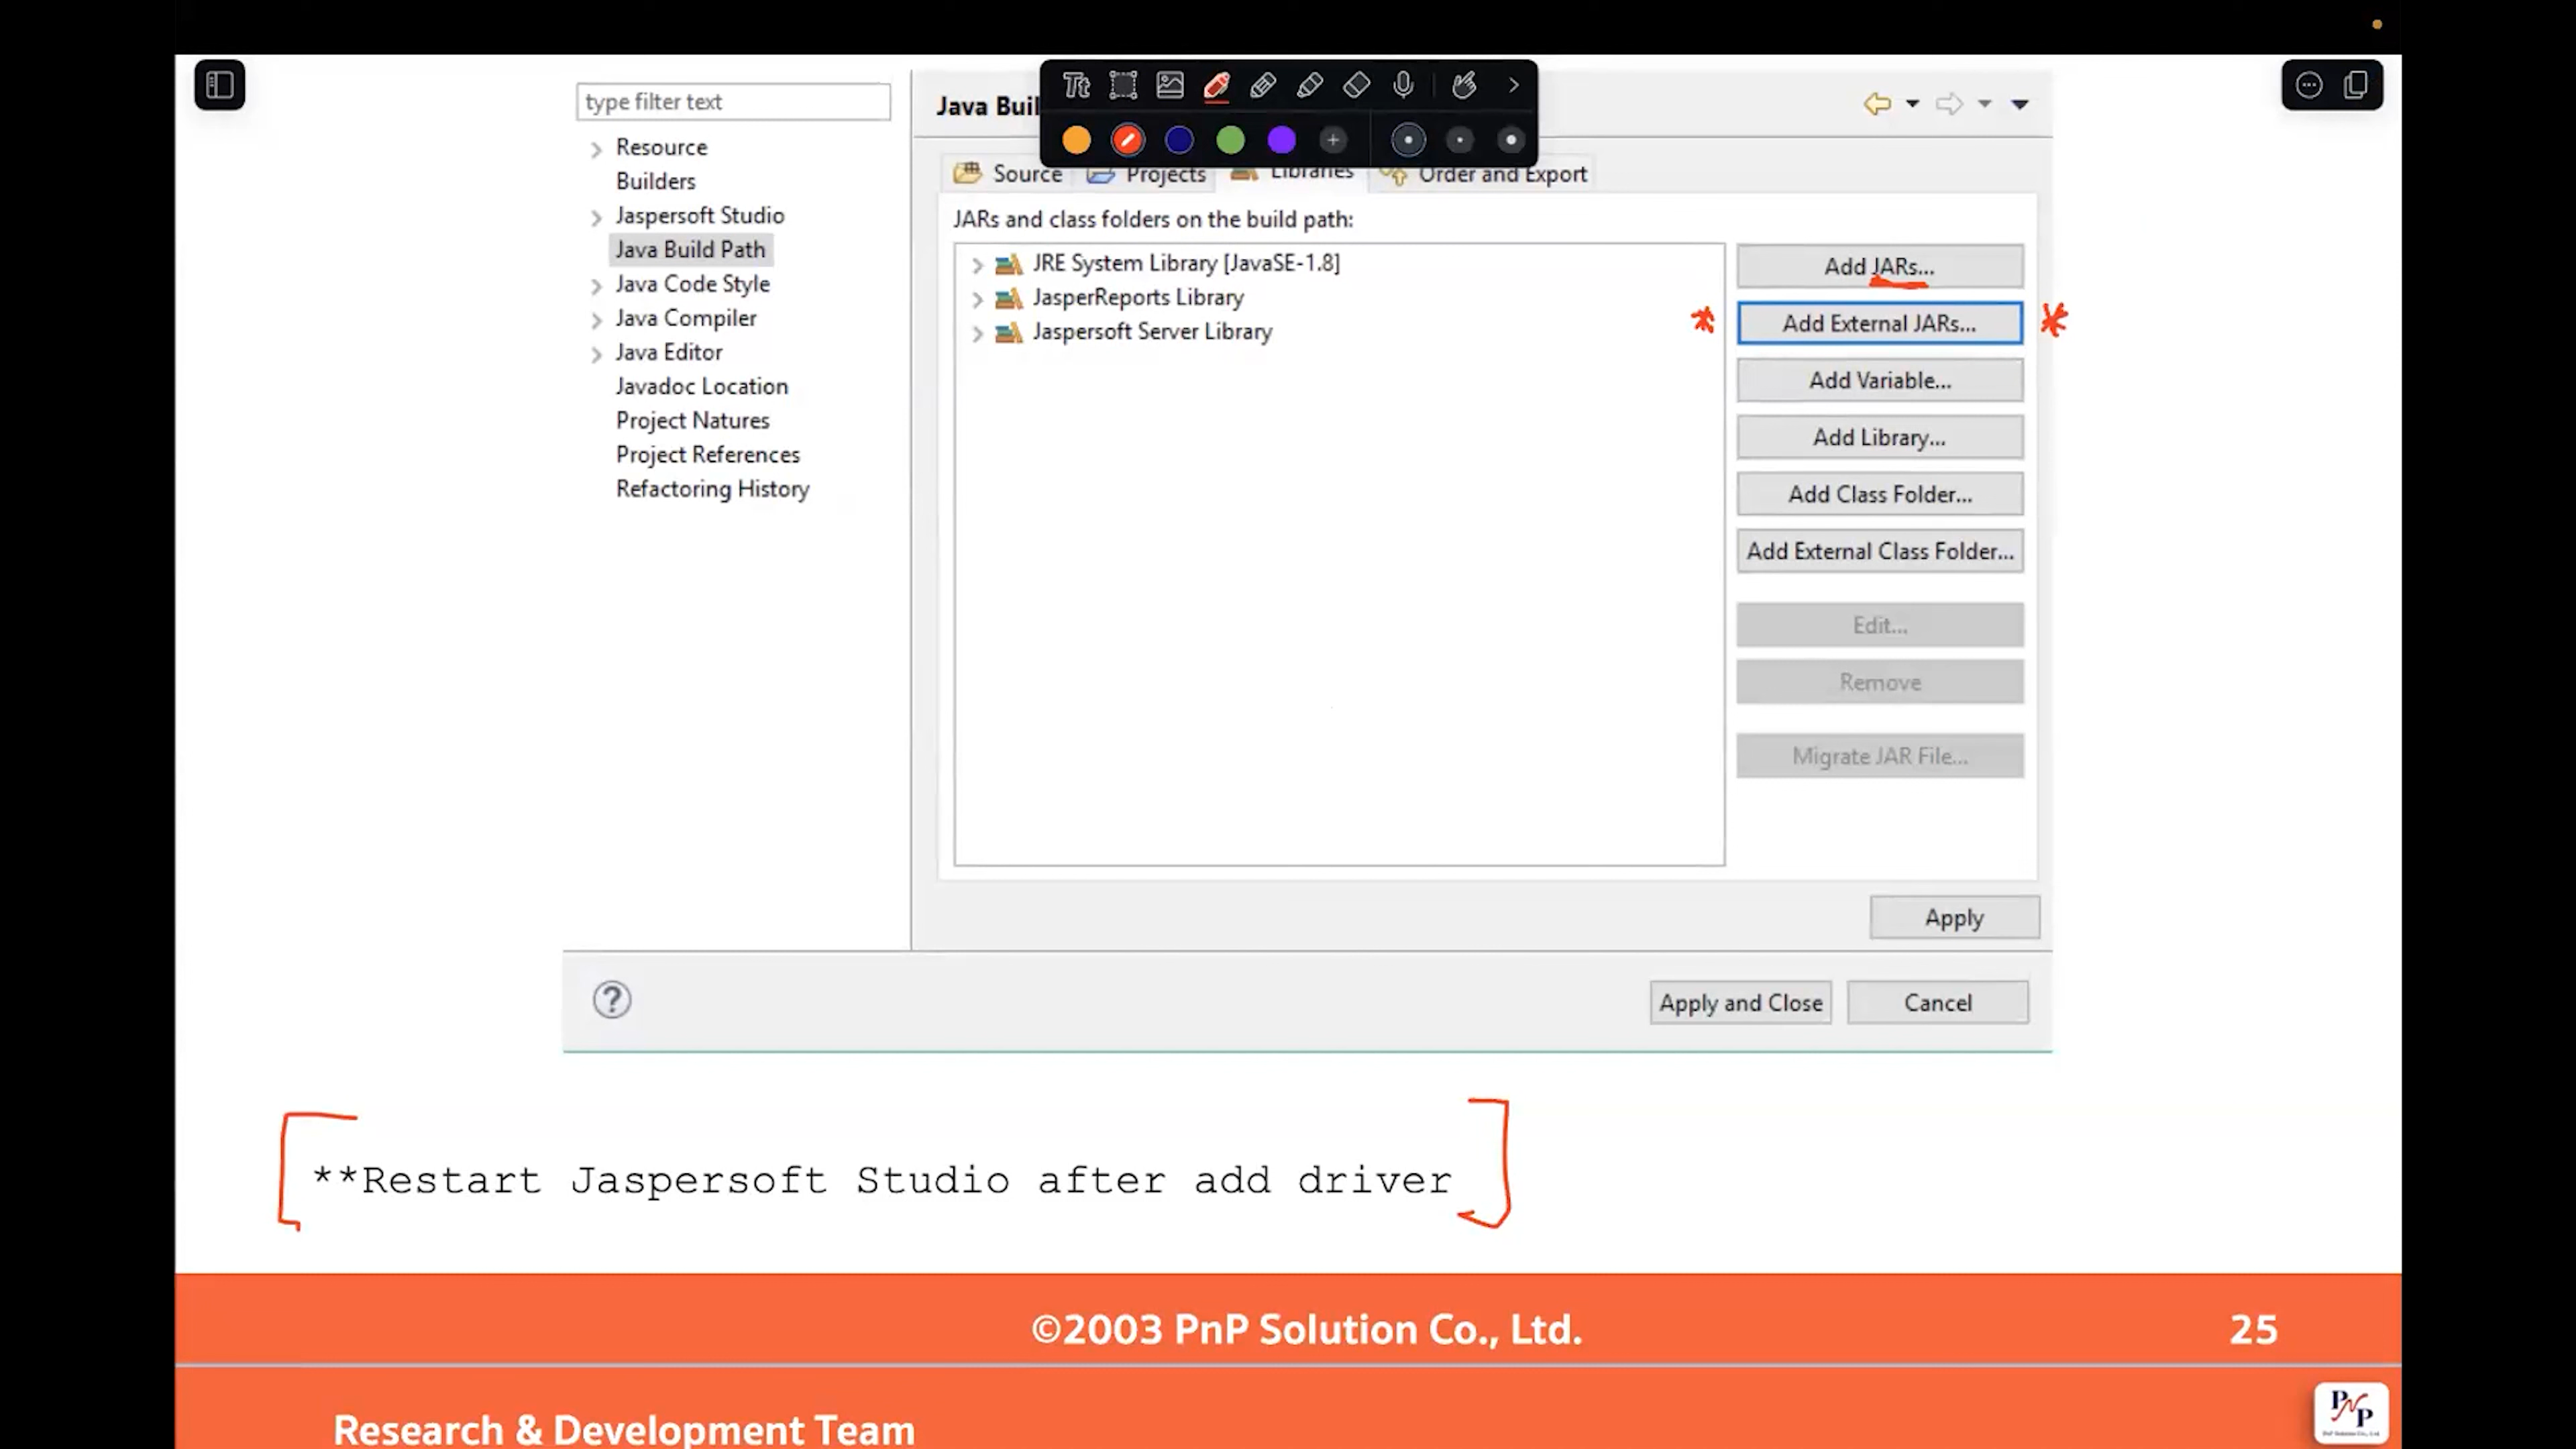 Tt
type filter text
Resource
Builders
Jaspersoft Studio
Java Build Path
Java Code Style
Java Compiler
Java Editor
Javadoc Location
Project Natures
Project References
Refactoring History
Java Buil
Source
Projects
Libraries
Order and Export
JARs and class folders on the build path:
JRE System Library [JavaSE-1.8]
JasperReports Library
Jaspersoft Server Library
Add JARs...
Add External JARs...
Add Variable...
Add Library...
Add Class Folder...
Add External Class Folder...
Edit...
Remove
Migrate JAR File...
Apply
?
Apply and Close
Cancel
**Restart Jaspersoft Studio after add driver
©2003 PnP Solution Co., Ltd.
25
Research & Development Team
PnP